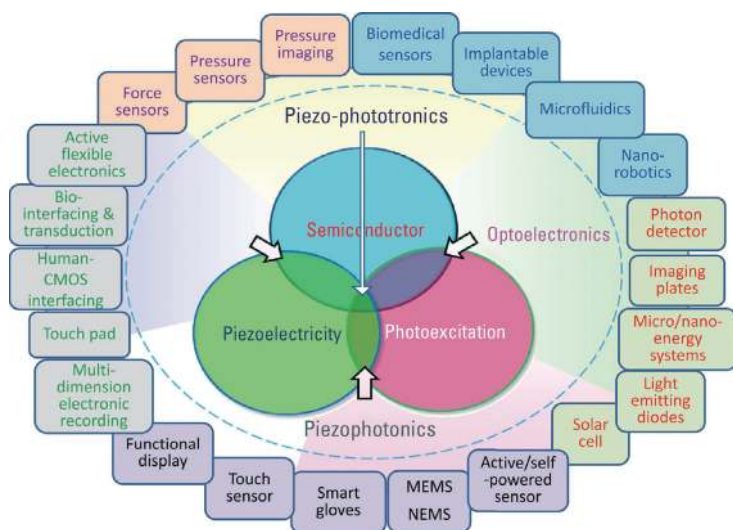 Pressure
imaging
Biomedical
sensors
Implantable
devices
Microfluidics
Nano-
robotics
Photon
detector
Imaging
plates
Micro/nano-
energy
systems
Light
emitting
diodes
Solar
cell
Active/self
-powered
sensor
MEMS
NEMS
Smart
gloves
Touch
sensor
Functional
display
Multi-
dimension
electronic
recording
Touch pad
Human-
CMOS
interfacing
Bio-
interfacing &
transduction
Active
flexible
electronics
Force
sensors
Pressure
sensors
Piezo-phototronics
Semiconductor
Optoelectronics
Piezoelectricity
Photoexcitation
Piezophotonics